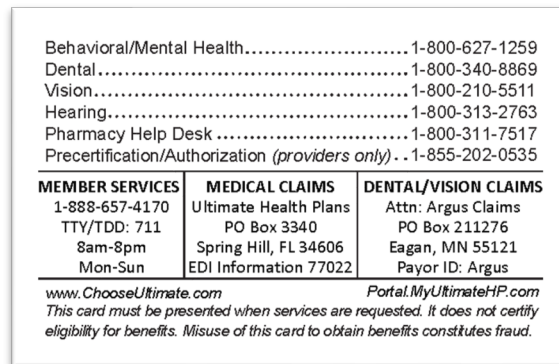 Behavioral/Mental Health..........................1-800-627-1259
Dental.................................................1-800-340-8869
Vision..................................................1-800-210-5511
Hearing................................................1-800-313-2763
Pharmacy Help Desk ............................1-800-311-7517
Precertification/Authorization (providers only)..1-855-202-0535
MEMBER SERVICES
1-888-657-4170
TTY/TDD: 711
8am-8pm
Mon-Sun
MEDICAL CLAIMS
Ultimate Health Plans
PO Box 3340
Spring Hill, FL 34606
EDI Information 77022
DENTAL/VISION CLAIMS
Attn: Argus Claims
PO Box 211276
Eagan, MN 55121
Payor ID: Argus
www.ChooseUltimate.com Portal.MyUltimateHP.com
This card must be presented when services are requested. It does not certify
eligibility for benefits. Misuse of this card to obtain benefits constitutes fraud.